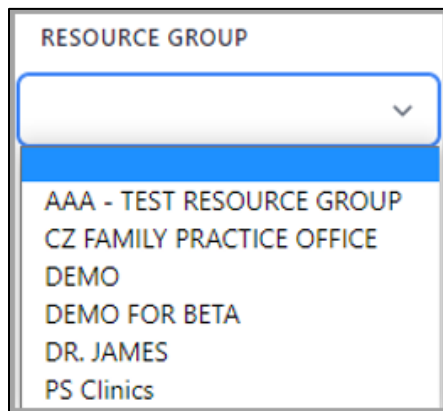 RESOURCE GROUP
AAA - TEST RESOURCE GROUP
CZ FAMILY PRACTICE OFFICE
DEMO
DEMO FOR BETA
DR. JAMES
PS Clinics